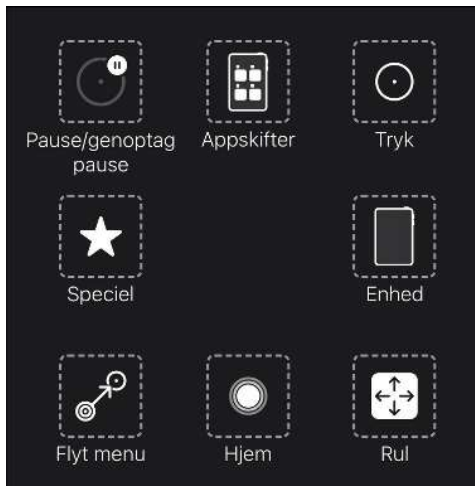 Pause/genoptag
pause
Appskifter
Tryk
Speciel
Enhed
Flyt menu
Hjem
Rul